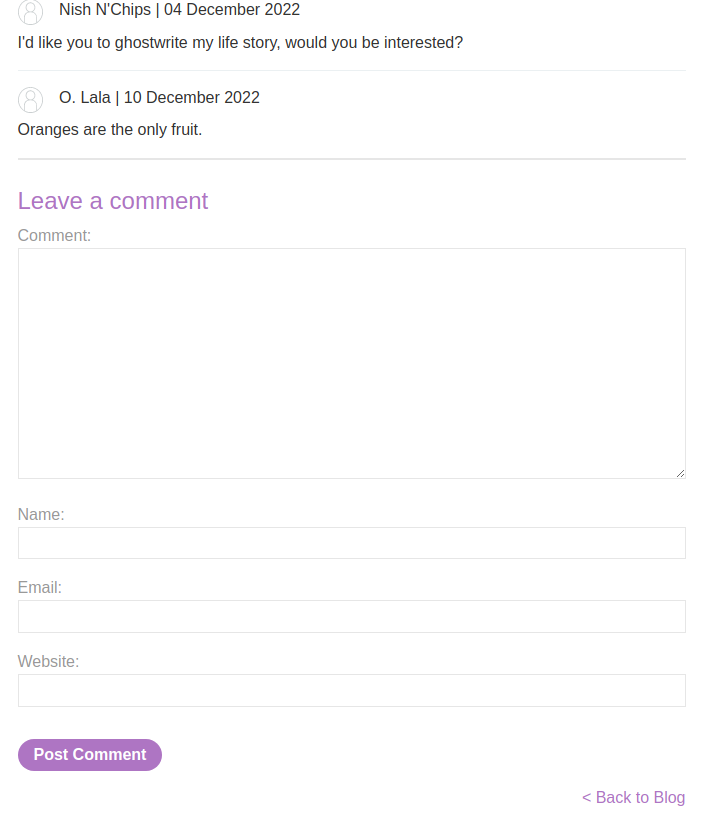 Nish N'Chips | 04 December 2022
I'd like you to ghostwrite my life story, would you be interested?
O. Lala | 10 December 2022
Oranges are the only fruit.
Leave a comment
Comment:
Name:
Email:
Website:
Post Comment
< Back to Blog